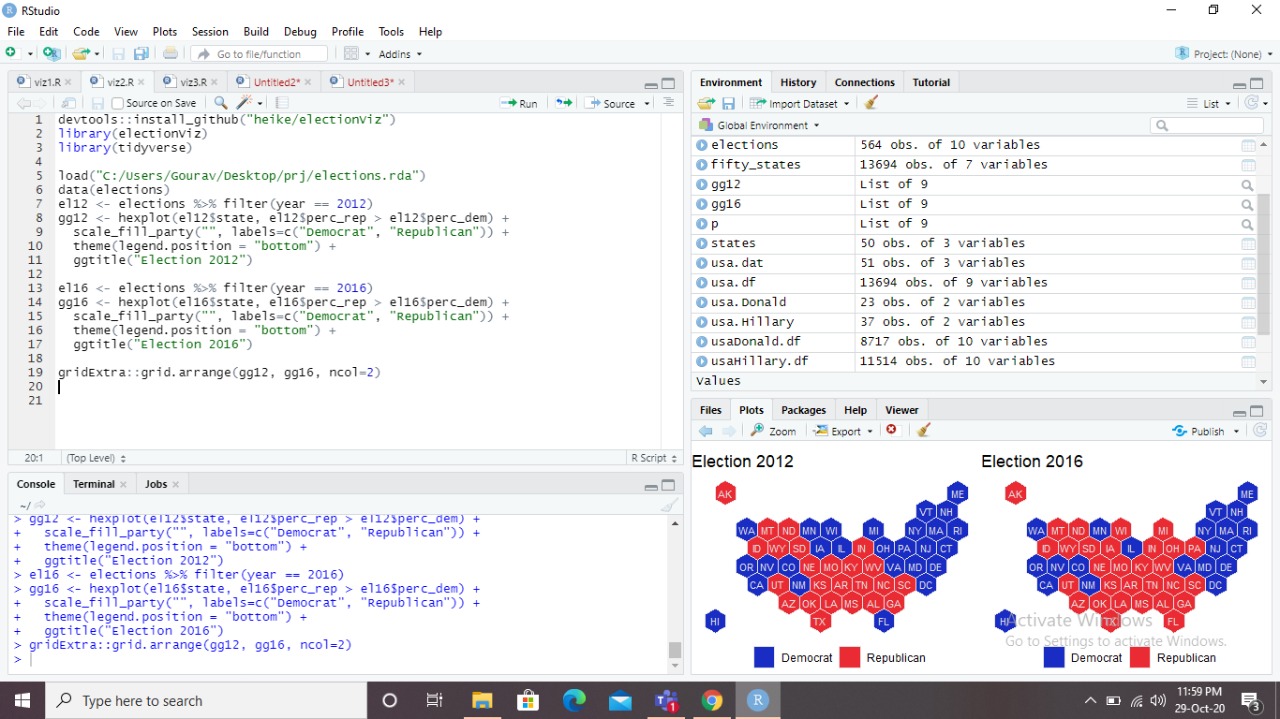 RStudio
File Edit Code View Plots Session Build Debug Profile Tools Help
Go to file/function Addins Project: (None)
viz1.R viz2.R viz3.R Untitled2* Untitled3*
Source on Save Run Source
1 devtools::install_github("heike/electionViz")
2 library(electionViz)
3 library(tidyverse)
4
5 load("C:/Users/Gourav/Desktop/prj/elections.rda")
6 data(elections)
7 el12 <- elections %>% filter(year == 2012)
8 gg12 <- hexplot(el12$state, el12$perc_rep > el12$perc_dem) +
9 scale_fill_party("", labels=c("Democrat", "Republican")) +
10 theme(legend.position = "bottom") +
11 ggtitle("Election 2012")
12
13 el16 <- elections %>% filter(year == 2016)
14 gg16 <- hexplot(el16$state, el16$perc_rep > el16$perc_dem) +
15 scale_fill_party("", labels=c("Democrat", "Republican")) +
16 theme(legend.position = "bottom") +
17 ggtitle("Election 2016")
18
19 gridExtra::grid.arrange(gg12, gg16, ncol=2)
20
21
20:1 (Top Level) R Script
Console Terminal Jobs
~/
> gg12 <- hexplot(el12$state, el12$perc_rep > el12$perc_dem) +
+ scale_fill_party("", labels=c("Democrat", "Republican")) +
+ theme(legend.position = "bottom") +
+ ggtitle("Election 2012")
> el16 <- elections %>% filter(year == 2016)
> gg16 <- hexplot(el16$state, el16$perc_rep > el16$perc_dem) +
+ scale_fill_party("", labels=c("Democrat", "Republican")) +
+ theme(legend.position = "bottom") +
+ ggtitle("Election 2016")
> gridExtra::grid.arrange(gg12, gg16, ncol=2)
>
Environment History Connections Tutorial
Import Dataset List
Global Environment
elections 564 obs. of 10 variables
fifty_states 13694 obs. of 7 variables
gg12 List of 9
gg16 List of 9
p List of 9
states 50 obs. of 3 variables
usa.dat 51 obs. of 3 variables
usa.df 13694 obs. of 9 variables
usa.Donald 23 obs. of 2 variables
usa.Hillary 37 obs. of 2 variables
usaDonald.df 8717 obs. of 10 variables
usaHillary.df 11514 obs. of 10 variables
Values
Files Plots Packages Help Viewer
Zoom Export Publish
Election 2012
AK ME
VT NH
WA MT ND MN WI MI NY MA RI
ID WY SD IA IL IN OH PA NJ CT
OR NV CO NE MO KY WV VA MD DE
CA UT NM KS AR TN NC SC DC
AZ OK LA MS AL GA
HI TX FL
Democrat Republican
Election 2016
AK ME
VT NH
WA MT ND MN WI MI NY MA RI
ID WY SD IA IL IN OH PA NJ CT
OR NV CO NE MO KY WV VA MD DE
CA UT NM KS AR TN NC SC DC
AZ OK LA MS AL GA
HI TX FL
Democrat Republican
Activate Windows
Go to Settings to activate Windows.
Type here to search
1
11:59 PM
29-Oct-20
3